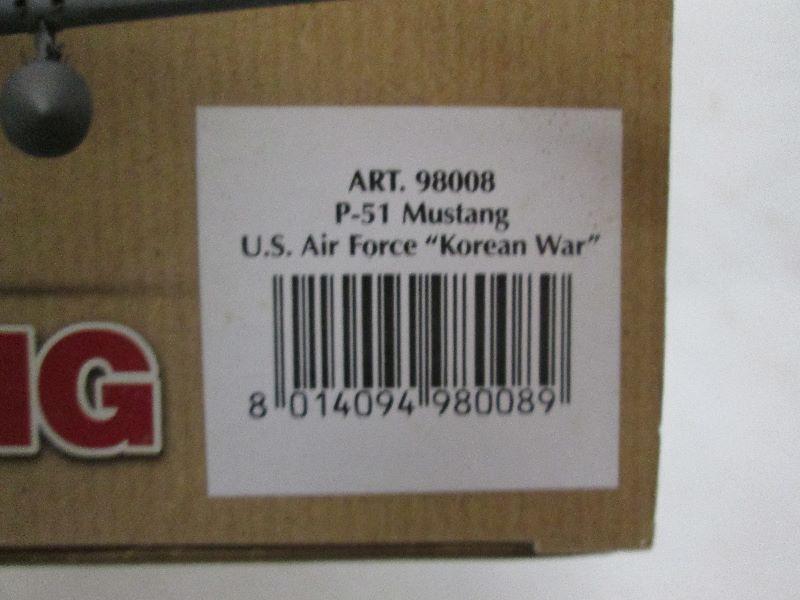 ART. 98008
P-51 Mustang
U.S. Air Force “Korean War”
8 014094 980089